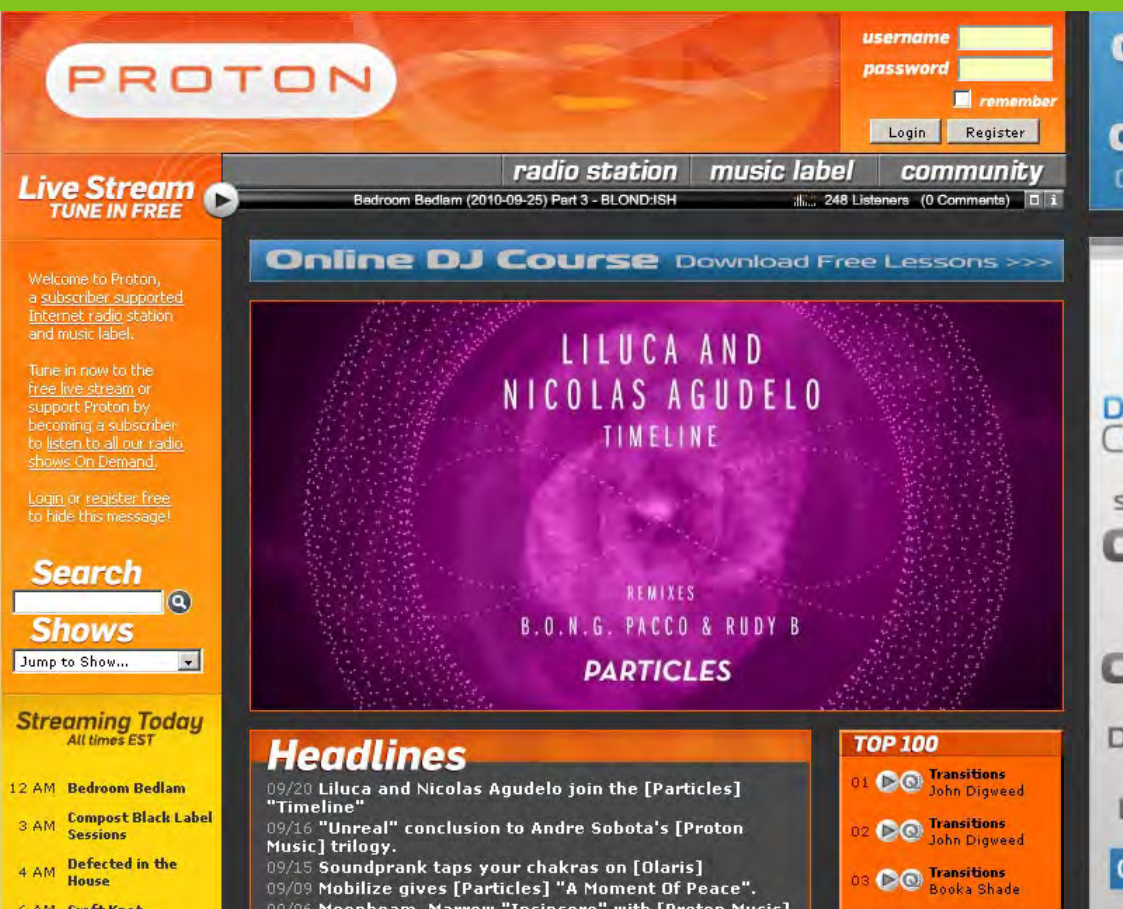 PROTON
username
password
remember
Login Register
radio station music label community
Live Stream
TUNE IN FREE
Bedroom Bedlam (2010-09-25) Part 3 - BLOND:ISH 248 Listeners (0 Comments)
Online DJ Course Download Free Lessons >>>
Welcome to Proton,
a subscriber supported
Internet radio station
and music label.
Tune in now to the
free live stream or
support Proton by
becoming a subscriber
to listen to all our radio
shows On Demand.
Login or register free
to hide this message!
Search
Shows
Jump to Show...
LILUCA AND
NICOLAS AGUDELO
TIMELINE
REMIXES
B.O.N.G. PACCO & RUDY B
PARTICLES
Streaming Today
All times EST
12 AM Bedroom Bedlam
3 AM Compost Black Label
Sessions
4 AM Defected in the
House
Headlines
09/20 Liluca and Nicolas Agudelo join the [Particles]
"Timeline"
09/16 "Unreal" conclusion to Andre Sobota's [Proton
Music] trilogy.
09/15 Soundprank taps your chakras on [Olaris]
09/09 Mobilize gives [Particles] "A Moment Of Peace".
09/06 Moonbeam, Marrow "Insincere" with [Proton Music]
TOP 100
01 Transitions
John Digweed
02 Transitions
John Digweed
03 Transitions
Booka Shade